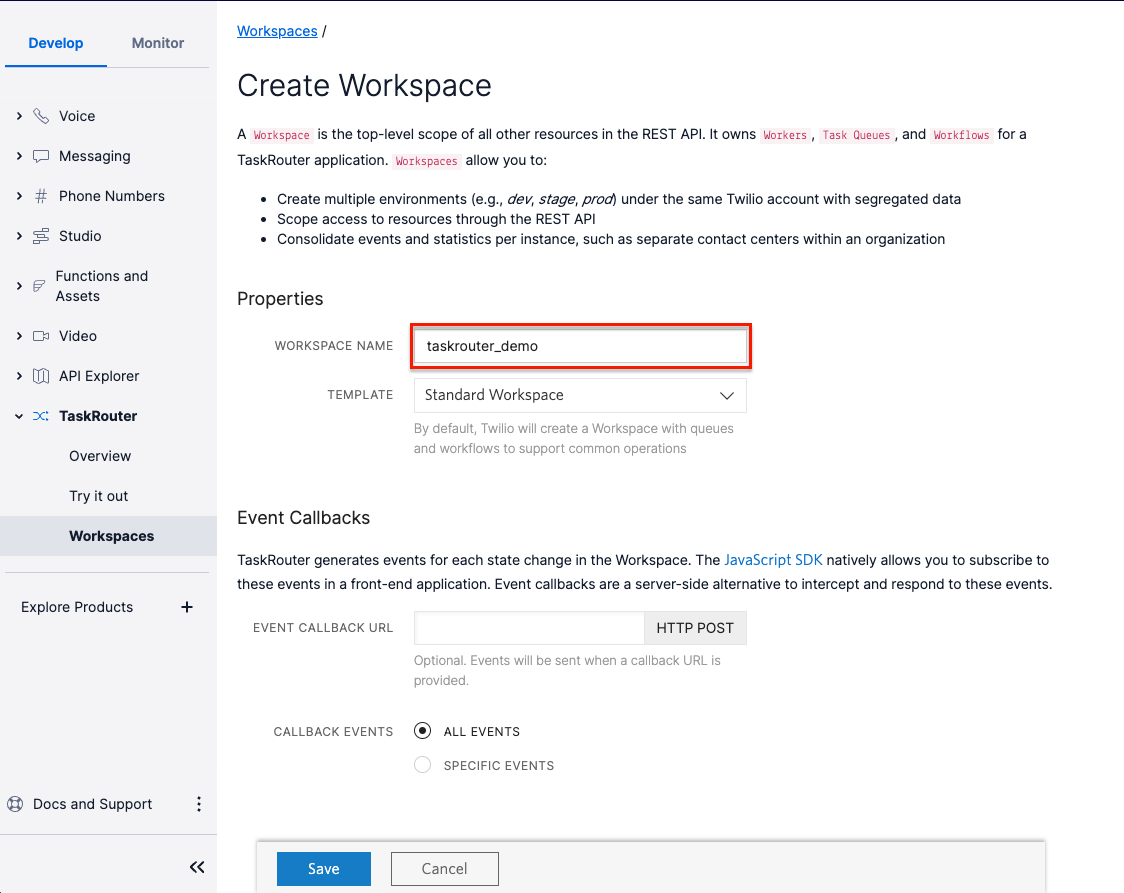 Develop
Monitor
Voice
Messaging
Phone Numbers
Studio
Functions and
Assets
Video
API Explorer
TaskRouter
Overview
Try it out
Workspaces
Explore Products
Docs and Support
Workspaces /
Create Workspace
A Workspace is the top-level scope of all other resources in the REST API. It owns Workers, Task Queues, and Workflows for a
TaskRouter application. Workspaces allow you to:
• Create multiple environments (e.g., dev, stage, prod) under the same Twilio account with segregated data
• Scope access to resources through the REST API
• Consolidate events and statistics per instance, such as separate contact centers within an organization
Properties
WORKSPACE NAME
taskrouter_demo
TEMPLATE
Standard Workspace
By default, Twilio will create a Workspace with queues
and workflows to support common operations
Event Callbacks
TaskRouter generates events for each state change in the Workspace. The JavaScript SDK natively allows you to subscribe to
these events in a front-end application. Event callbacks are a server-side alternative to intercept and respond to these events.
EVENT CALLBACK URL
HTTP POST
Optional. Events will be sent when a callback URL is
provided.
CALLBACK EVENTS
ALL EVENTS
SPECIFIC EVENTS
Save
Cancel